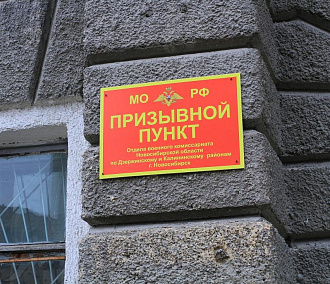 МО РФ
ПРИЗЫВНОЙ
ПУНКТ
Отдела военного комиссариата
Новосибирской области
по Дзержинскому и Калининскому районам
г Новосибирск